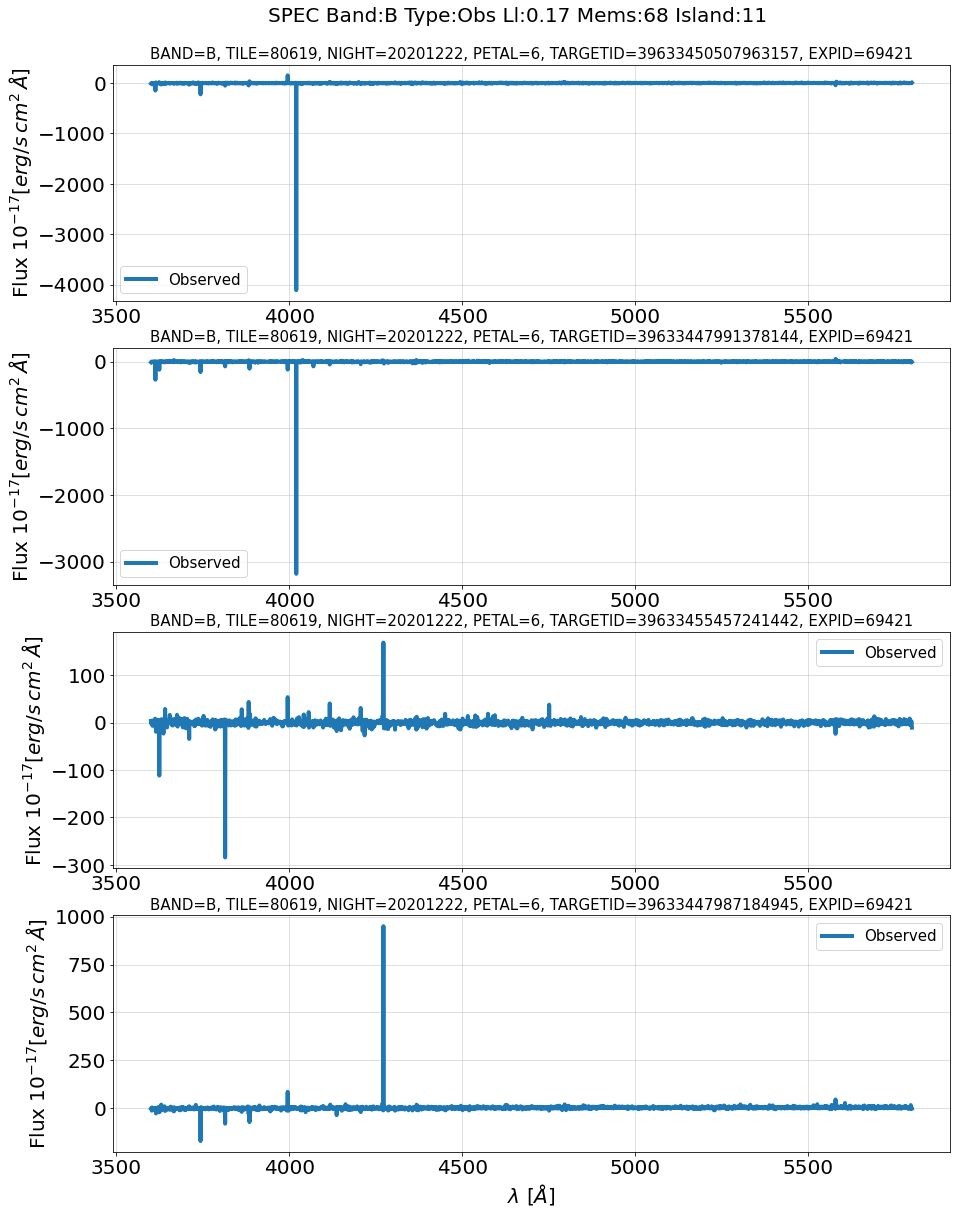 SPEC Band:B Type:Obs Ll:0.17 Mems:68 Island:11
BAND=B, TILE=80619, NIGHT=20201222, PETAL=6, TARGETID=39633450507963157, EXPID=69421
Flux 10^{-17}[erg/s cm^2 Å]
0
−1000
−2000
−3000
−4000
Observed
3500 4000 4500 5000 5500
BAND=B, TILE=80619, NIGHT=20201222, PETAL=6, TARGETID=39633447991378144, EXPID=69421
Flux 10^{-17}[erg/s cm^2 Å]
0
−1000
−2000
−3000
Observed
3500 4000 4500 5000 5500
BAND=B, TILE=80619, NIGHT=20201222, PETAL=6, TARGETID=39633455457241442, EXPID=69421
Flux 10^{-17}[erg/s cm^2 Å]
Observed
100
0
−100
−200
−300
3500 4000 4500 5000 5500
BAND=B, TILE=80619, NIGHT=20201222, PETAL=6, TARGETID=39633447987184945, EXPID=69421
Flux 10^{-17}[erg/s cm^2 Å]
1000
Observed
750
500
250
0
3500 4000 4500 5000 5500
λ [Å]